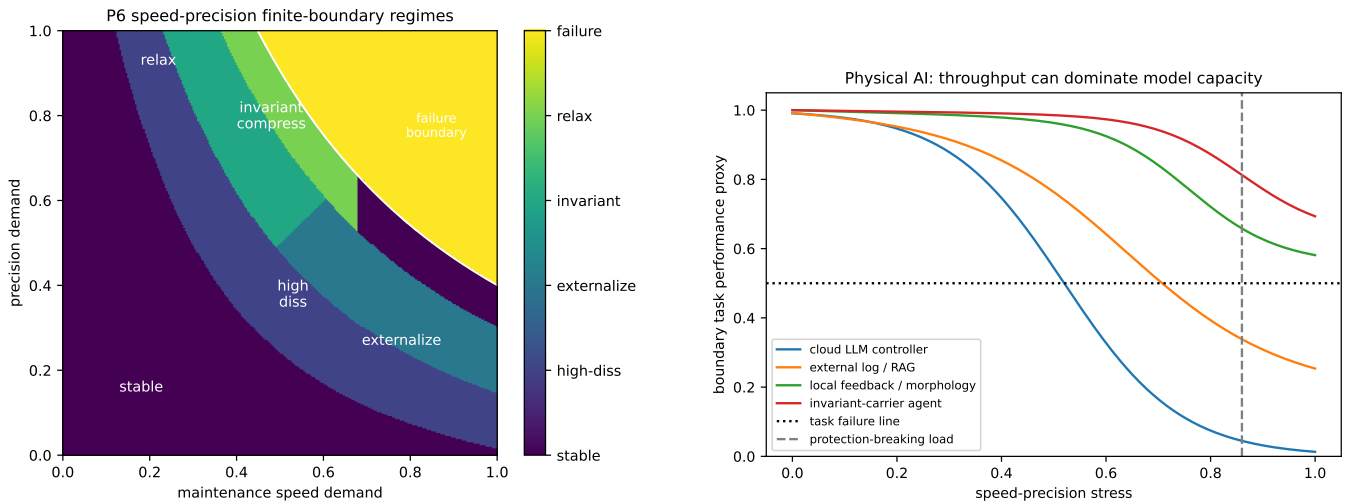 P6 speed-precision finite-boundary regimes
1.0
0.8
0.6
0.4
0.2
0.0
precision demand
relax
invariant
compress
failure
boundary
high
diss
externalize
stable
0.0
0.2
0.4
0.6
0.8
1.0
maintenance speed demand
failure
relax
invariant
externalize
high-diss
stable
Physical AI: throughput can dominate model capacity
1.0
0.8
0.6
0.4
0.2
0.0
boundary task performance proxy
cloud LLM controller
external log / RAG
local feedback / morphology
invariant-carrier agent
task failure line
protection-breaking load
0.0
0.2
0.4
0.6
0.8
1.0
speed-precision stress